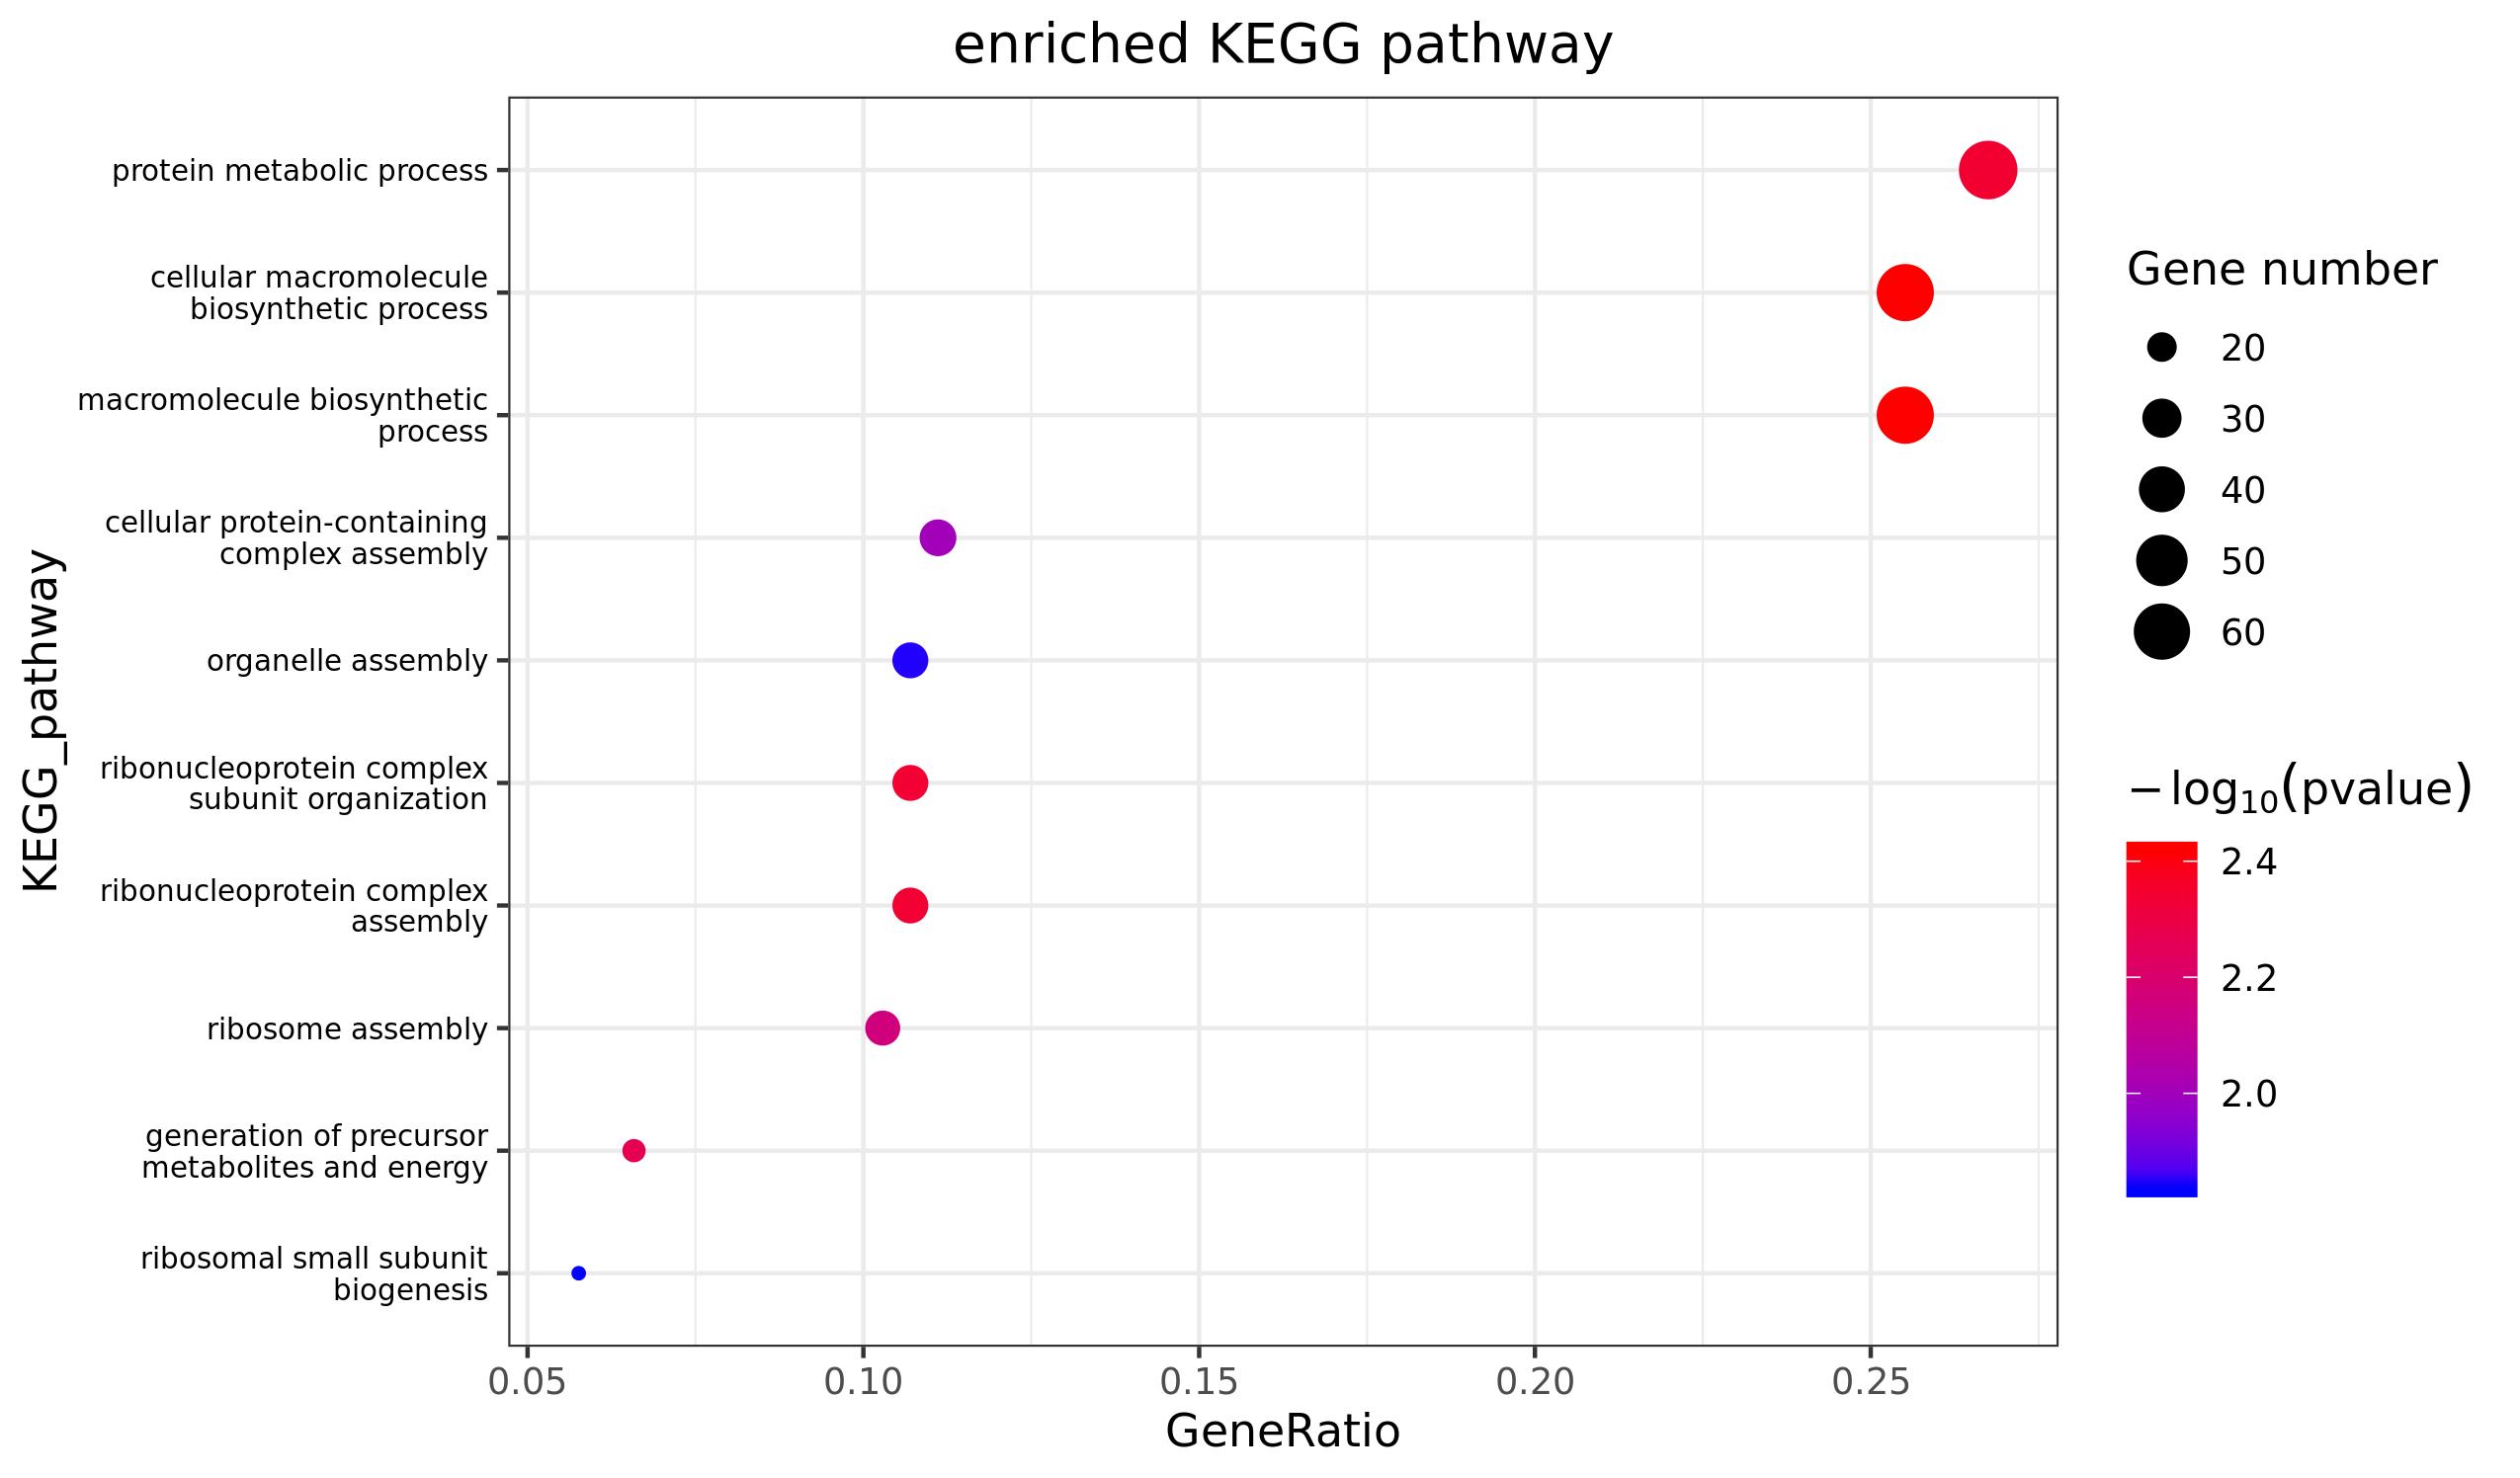 enriched KEGG pathway
KEGG_pathway
protein metabolic process
cellular macromolecule
biosynthetic process
macromolecule biosynthetic
process
cellular protein-containing
complex assembly
organelle assembly
ribonucleoprotein complex
subunit organization
ribonucleoprotein complex
assembly
ribosome assembly
generation of precursor
metabolites and energy
ribosomal small subunit
biogenesis
0.05 0.10 0.15 0.20 0.25
GeneRatio
Gene number
20
30
40
50
60
−log₁₀(pvalue)
2.4
2.2
2.0